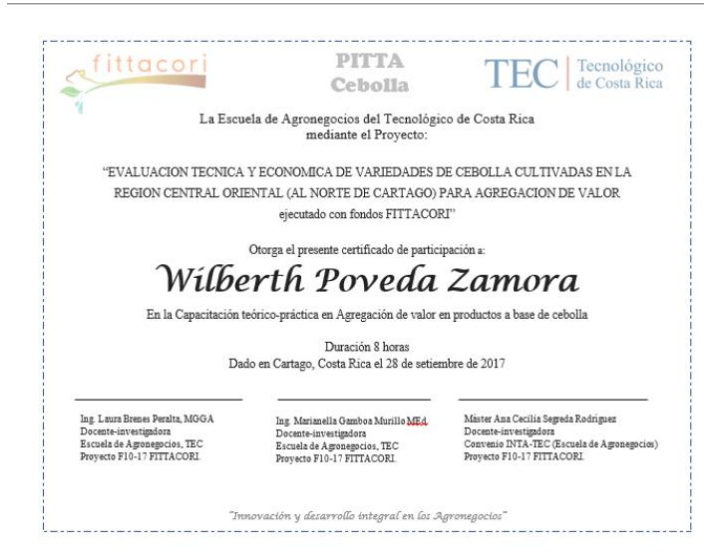 fittacori
PITTA
Cebolla
TEC | Tecnológico
de Costa Rica
La Escuela de Agronegocios del Tecnológico de Costa Rica
mediante el Proyecto:
“EVALUACION TECNICA Y ECONOMICA DE VARIEDADES DE CEBOLLA CULTIVADAS EN LA
REGION CENTRAL ORIENTAL (AL NORTE DE CARTAGO) PARA AGREGACION DE VALOR
ejecutado con fondos FITTACORI”
Otorga el presente certificado de participación a:
Wilberth Poveda Zamora
En la Capacitación teórico-práctica en Agregación de valor en productos a base de cebolla
Duración 8 horas
Dado en Cartago, Costa Rica el 28 de setiembre de 2017
Ing. Laura Brenes Peralta, MGGA
Docente-investigadora
Escuela de Agronegocios, TEC
Proyecto F10-17 FITTACORI.
Ing. Marianella Gamboa Murillo MEd.
Docente-investigadora
Escuela de Agronegocios, TEC
Proyecto F10-17 FITTACORI.
Máster Ana Cecilia Segreda Rodriguez
Docente-investigadora
Convenio INTA-TEC (Escuela de Agronegocios)
Proyecto F10-17 FITTACORI.
“Innovación y desarrollo integral en los Agronegocios”